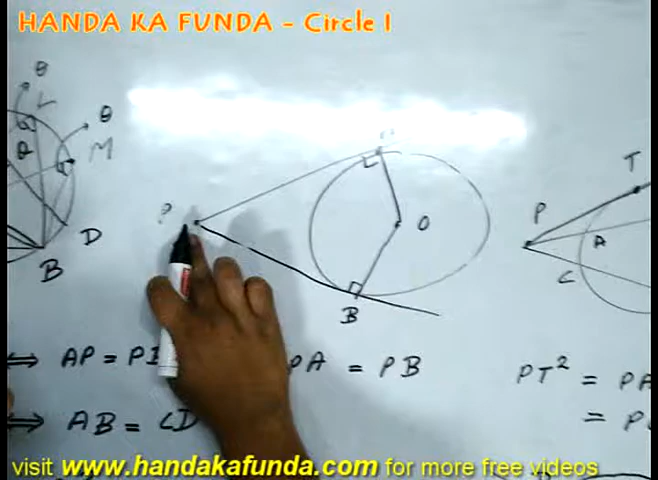 HANDA KA FUNDA - Circle 1
θ
L
θ
M
D
B
P
O
B
P
T
A
C
⟺ AP = P
PA = PB
PT² = PA
⟺ AB = CD
= P
visit www.handakafunda.com for more free videos